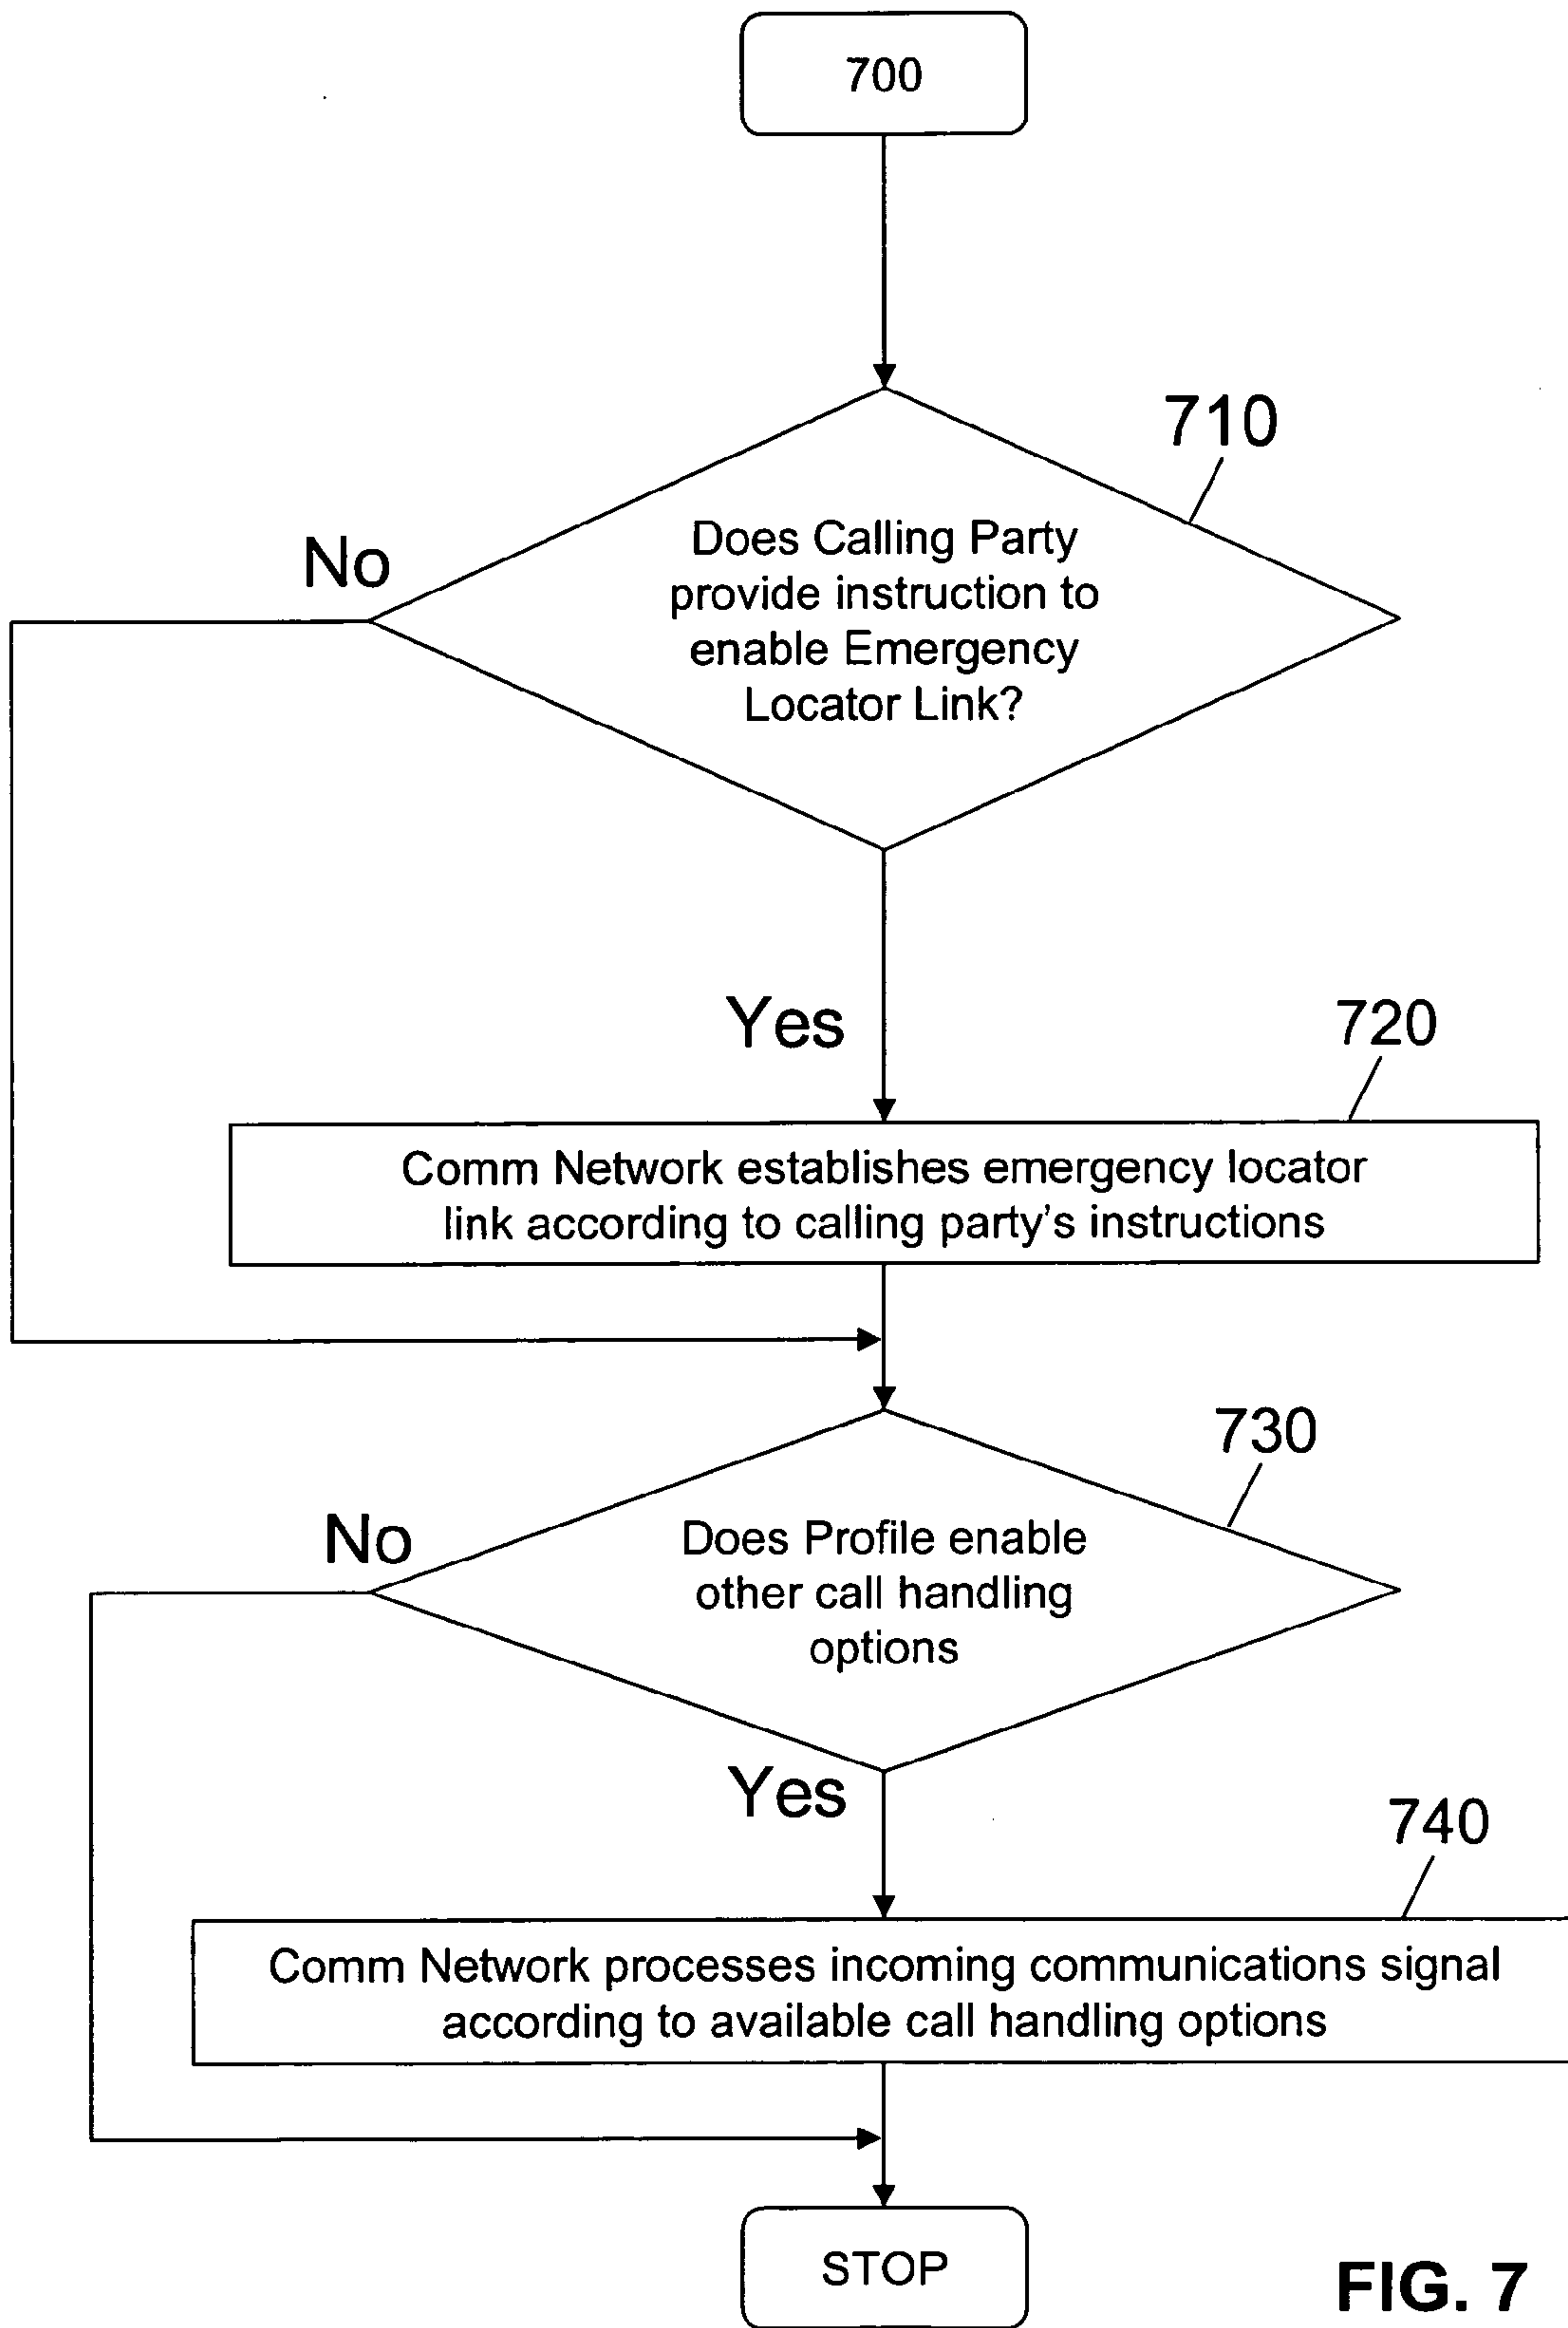 700
710
Does Calling Party
provide instruction to
enable Emergency
Locator Link?
No
Yes
720
Comm Network establishes emergency locator
link according to calling party's instructions
730
Does Profile enable
other call handling
options
No
Yes
740
Comm Network processes incoming communications signal
according to available call handling options
STOP
FIG. 7